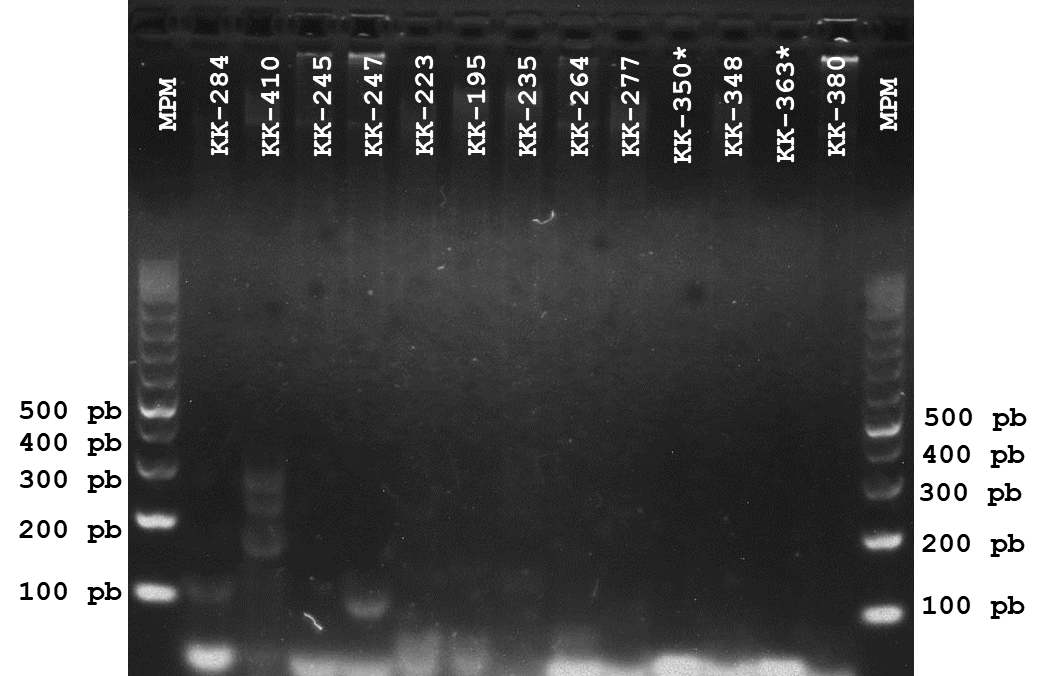 MPM
KK-284
KK-410
KK-245
KK-247
KK-223
KK-195
KK-235
KK-264
KK-277
KK-350*
KK-348
KK-363*
KK-380
MPM
500 pb
400 pb
300 pb
200 pb
100 pb
500 pb
400 pb
300 pb
200 pb
100 pb